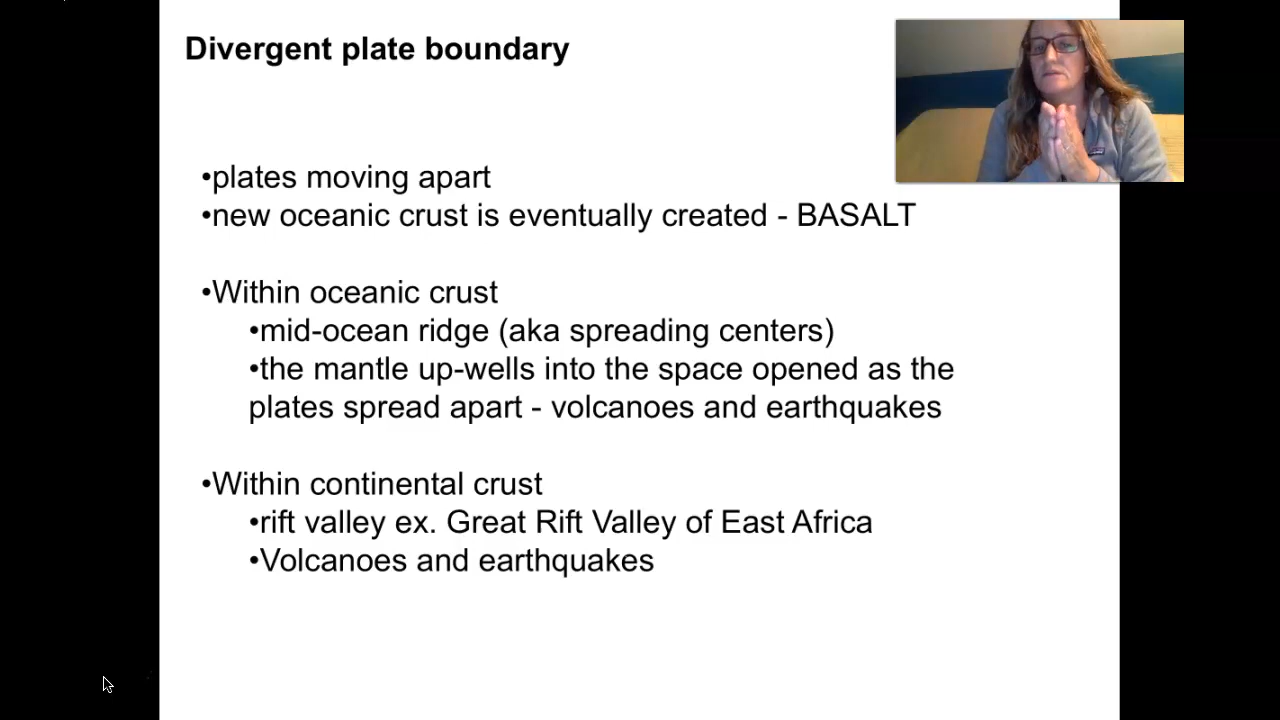 Divergent plate boundary
•plates moving apart
•new oceanic crust is eventually created - BASALT
•Within oceanic crust
•mid-ocean ridge (aka spreading centers)
•the mantle up-wells into the space opened as the
plates spread apart - volcanoes and earthquakes
•Within continental crust
•rift valley ex. Great Rift Valley of East Africa
•Volcanoes and earthquakes